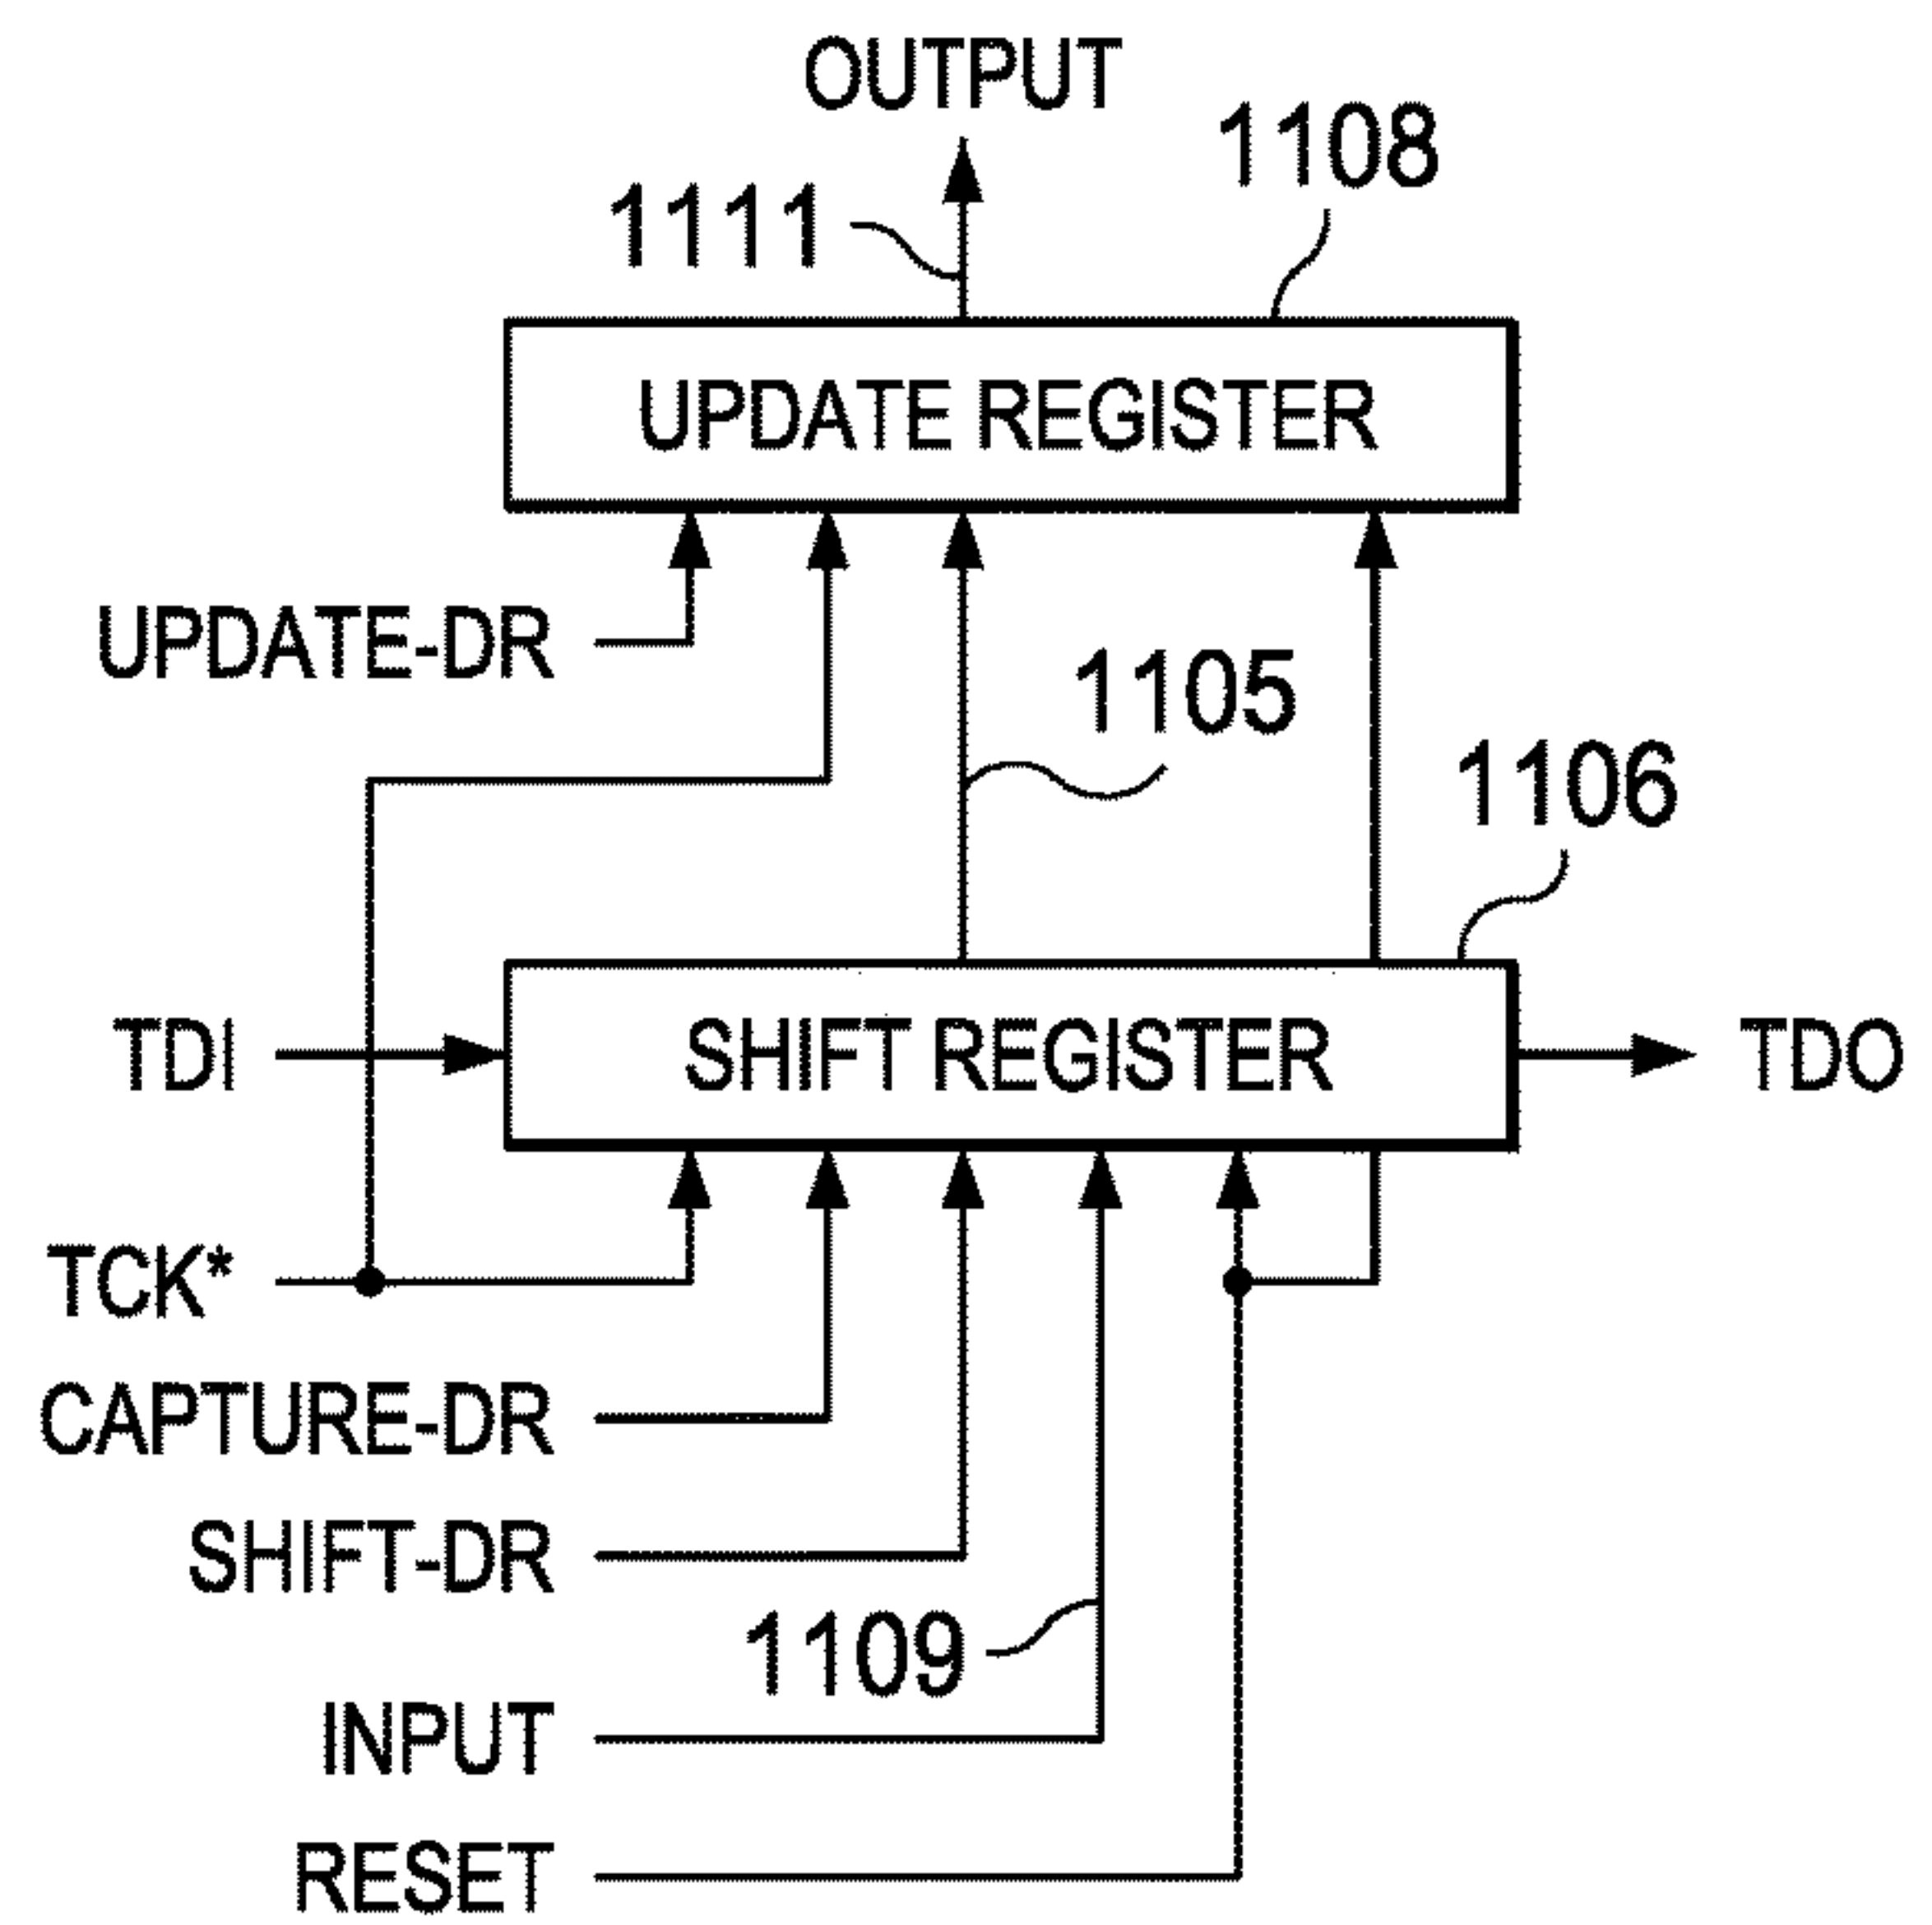 OUTPUT
1108
1111
UPDATE REGISTER
UPDATE-DR
1105
1106
TDI
SHIFT REGISTER
TDO
TCK*
CAPTURE-DR
SHIFT-DR
1109
INPUT
RESET